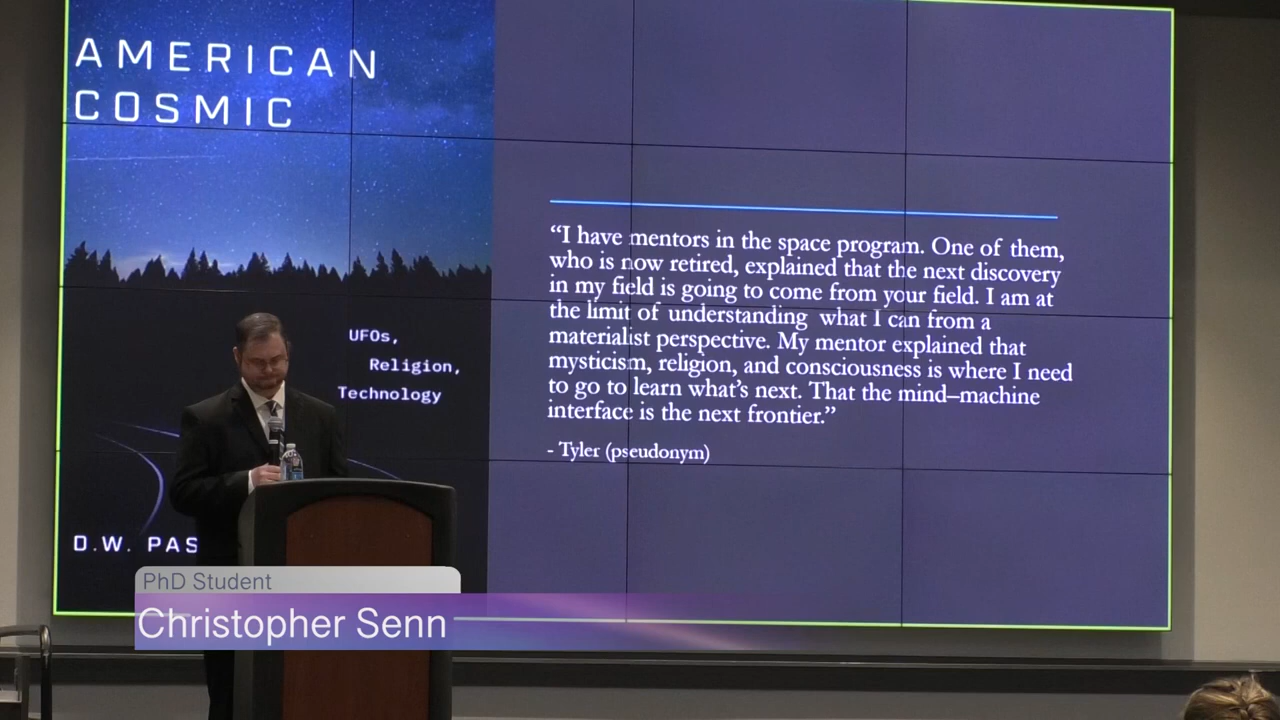 AMERICAN
COSMIC
UFOs,
Religion,
Technology
D.W. PAS
“I have mentors in the space program. One of them,
who is now retired, explained that the next discovery
in my field is going to come from your field. I am at
the limit of understanding what I can from a
materialist perspective. My mentor explained that
mysticism, religion, and consciousness is where I need
to go to learn what’s next. That the mind–machine
interface is the next frontier.”
- Tyler (pseudonym)
PhD Student
Christopher Senn